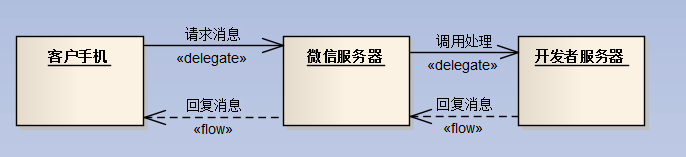 请求消息
«delegate»
调用处理
«delegate»
客户手机
微信服务器
开发者服务器
回复消息
«flow»
回复消息
«flow»